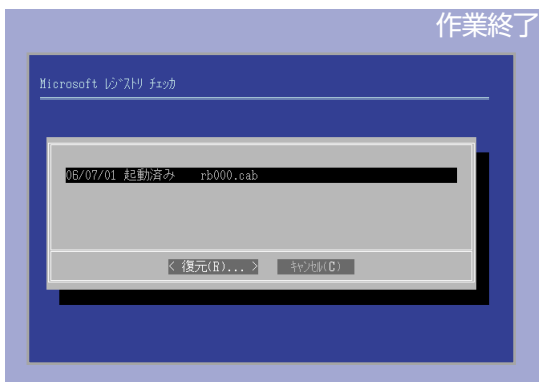 作業終了
Microsoft ﾚｼﾞｽﾄﾘ ﾁｪｯｶ
06/07/01 起動済み rb000.cab
< 復元(R)... > ｷｬﾝｾﾙ(C)